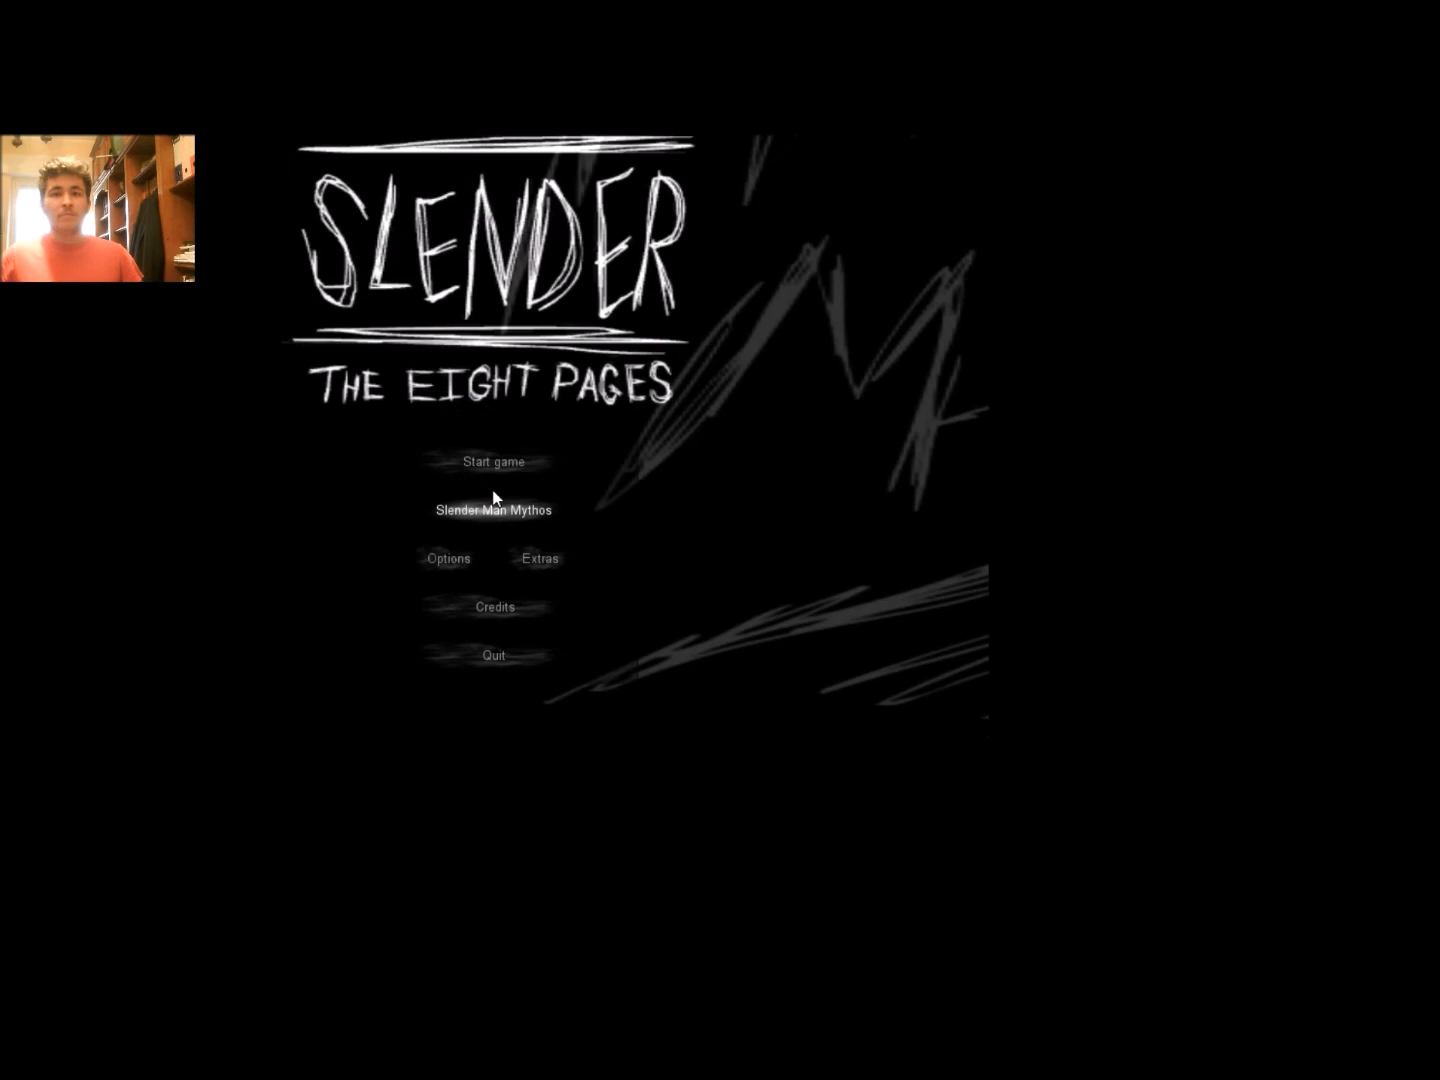 SLENDER
THE EIGHT PAGES
Start game
Slender Man Mythos
Options Extras
Credits
Quit